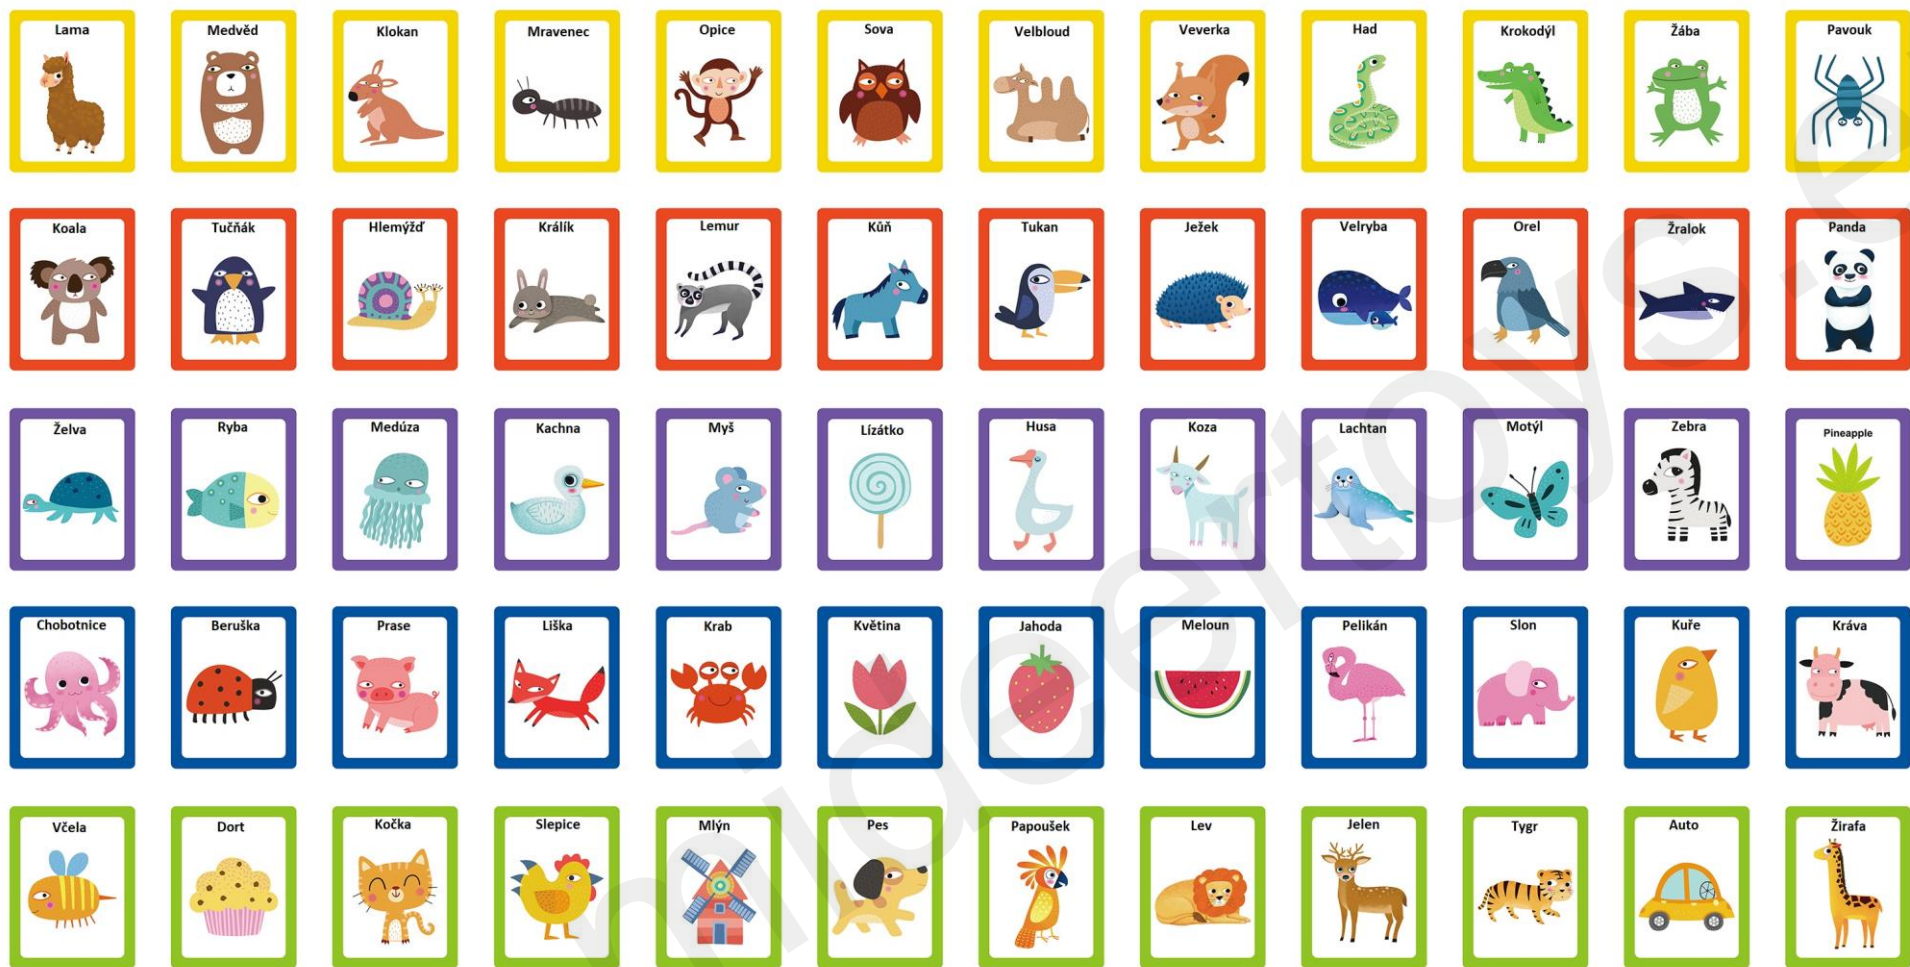 Lama
Medvěd
Klokan
Mravenec
Opice
Sova
Velbloud
Veverka
Had
Krokodýl
Žába
Pavouk
Koala
Tučňák
Hlemýžď
Králík
Lemur
Kůň
Tukan
Ježek
Velryba
Orel
Žralok
Panda
Želva
Ryba
Medúza
Kachna
Myš
Lízátko
Husa
Koza
Lachtan
Motýl
Zebra
Pineapple
Chobotnice
Beruška
Prase
Liška
Krab
Květina
Jahoda
Meloun
Pelikán
Slon
Kuře
Kráva
Včela
Dort
Kočka
Slepice
Mlýn
Pes
Papoušek
Lev
Jelen
Tygr
Auto
Žirafa
mideertoys.e